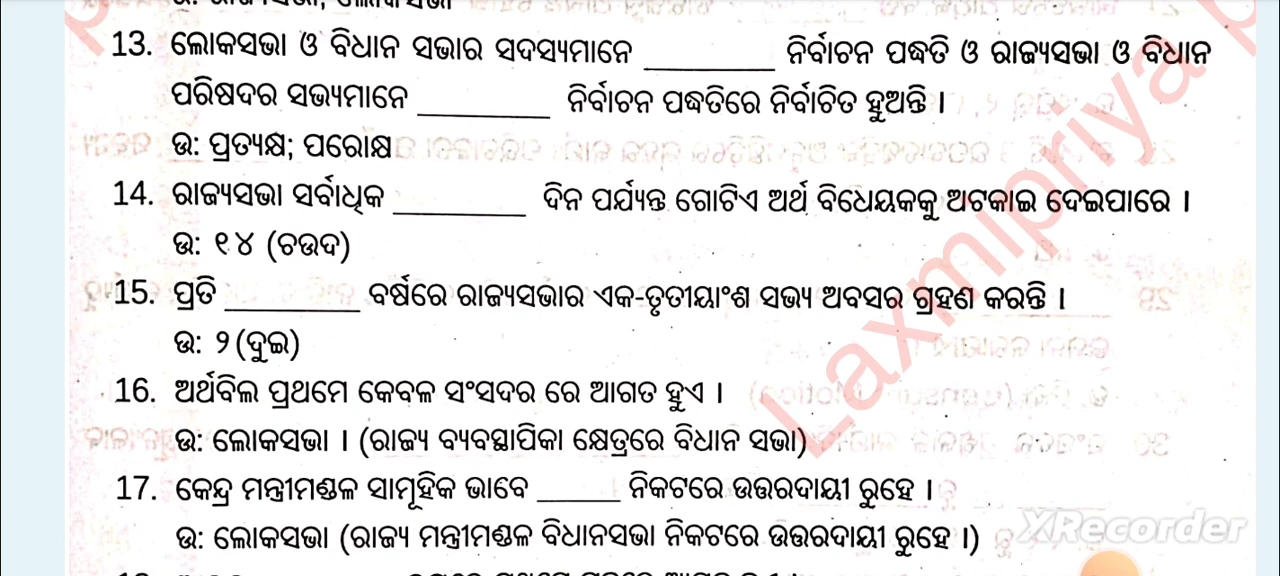 13. ଲୋକସଭା ଓ ବିଧାନ ସଭାର ସଦସ୍ୟମାନେ ________ ନିର୍ବାଚନ ପଦ୍ଧତି ଓ ରାଜ୍ୟସଭା ଓ ବିଧାନ
ପରିଷଦର ସଭ୍ୟମାନେ ________ ନିର୍ବାଚନ ପଦ୍ଧତିରେ ନିର୍ବାଚିତ ହୁଅନ୍ତି ।
ଉ: ପ୍ରତ୍ୟକ୍ଷ; ପରୋକ୍ଷ
14. ରାଜ୍ୟସଭା ସର୍ବାଧିକ ________ ଦିନ ପର୍ଯ୍ୟନ୍ତ ଗୋଟିଏ ଅର୍ଥ ବିଧେୟକକୁ ଅଟକାଇ ଦେଇପାରେ ।
ଉ: ୧୪ (ଚଉଦ)
15. ପ୍ରତି ________ ବର୍ଷରେ ରାଜ୍ୟସଭାର ଏକ-ତୃତୀୟାଂଶ ସଭ୍ୟ ଅବସର ଗ୍ରହଣ କରନ୍ତି ।
ଉ: ୨ (ଦୁଇ)
16. ଅର୍ଥବିଲ ପ୍ରଥମେ କେବଳ ସଂସଦର ରେ ଆଗତ ହୁଏ ।
ଉ: ଲୋକସଭା । (ରାଜ୍ୟ ବ୍ୟବସ୍ଥାପିକା କ୍ଷେତ୍ରରେ ବିଧାନ ସଭା)
17. କେନ୍ଦ୍ର ମନ୍ତ୍ରୀମଣ୍ଡଳ ସାମୂହିକ ଭାବେ _____ ନିକଟରେ ଉତ୍ତରଦାୟୀ ରୁହେ ।
ଉ: ଲୋକସଭା (ରାଜ୍ୟ ମନ୍ତ୍ରୀମଣ୍ଡଳ ବିଧାନସଭା ନିକଟରେ ଉତ୍ତରଦାୟୀ ରୁହେ ।)
Laxmipriya
XRecorder